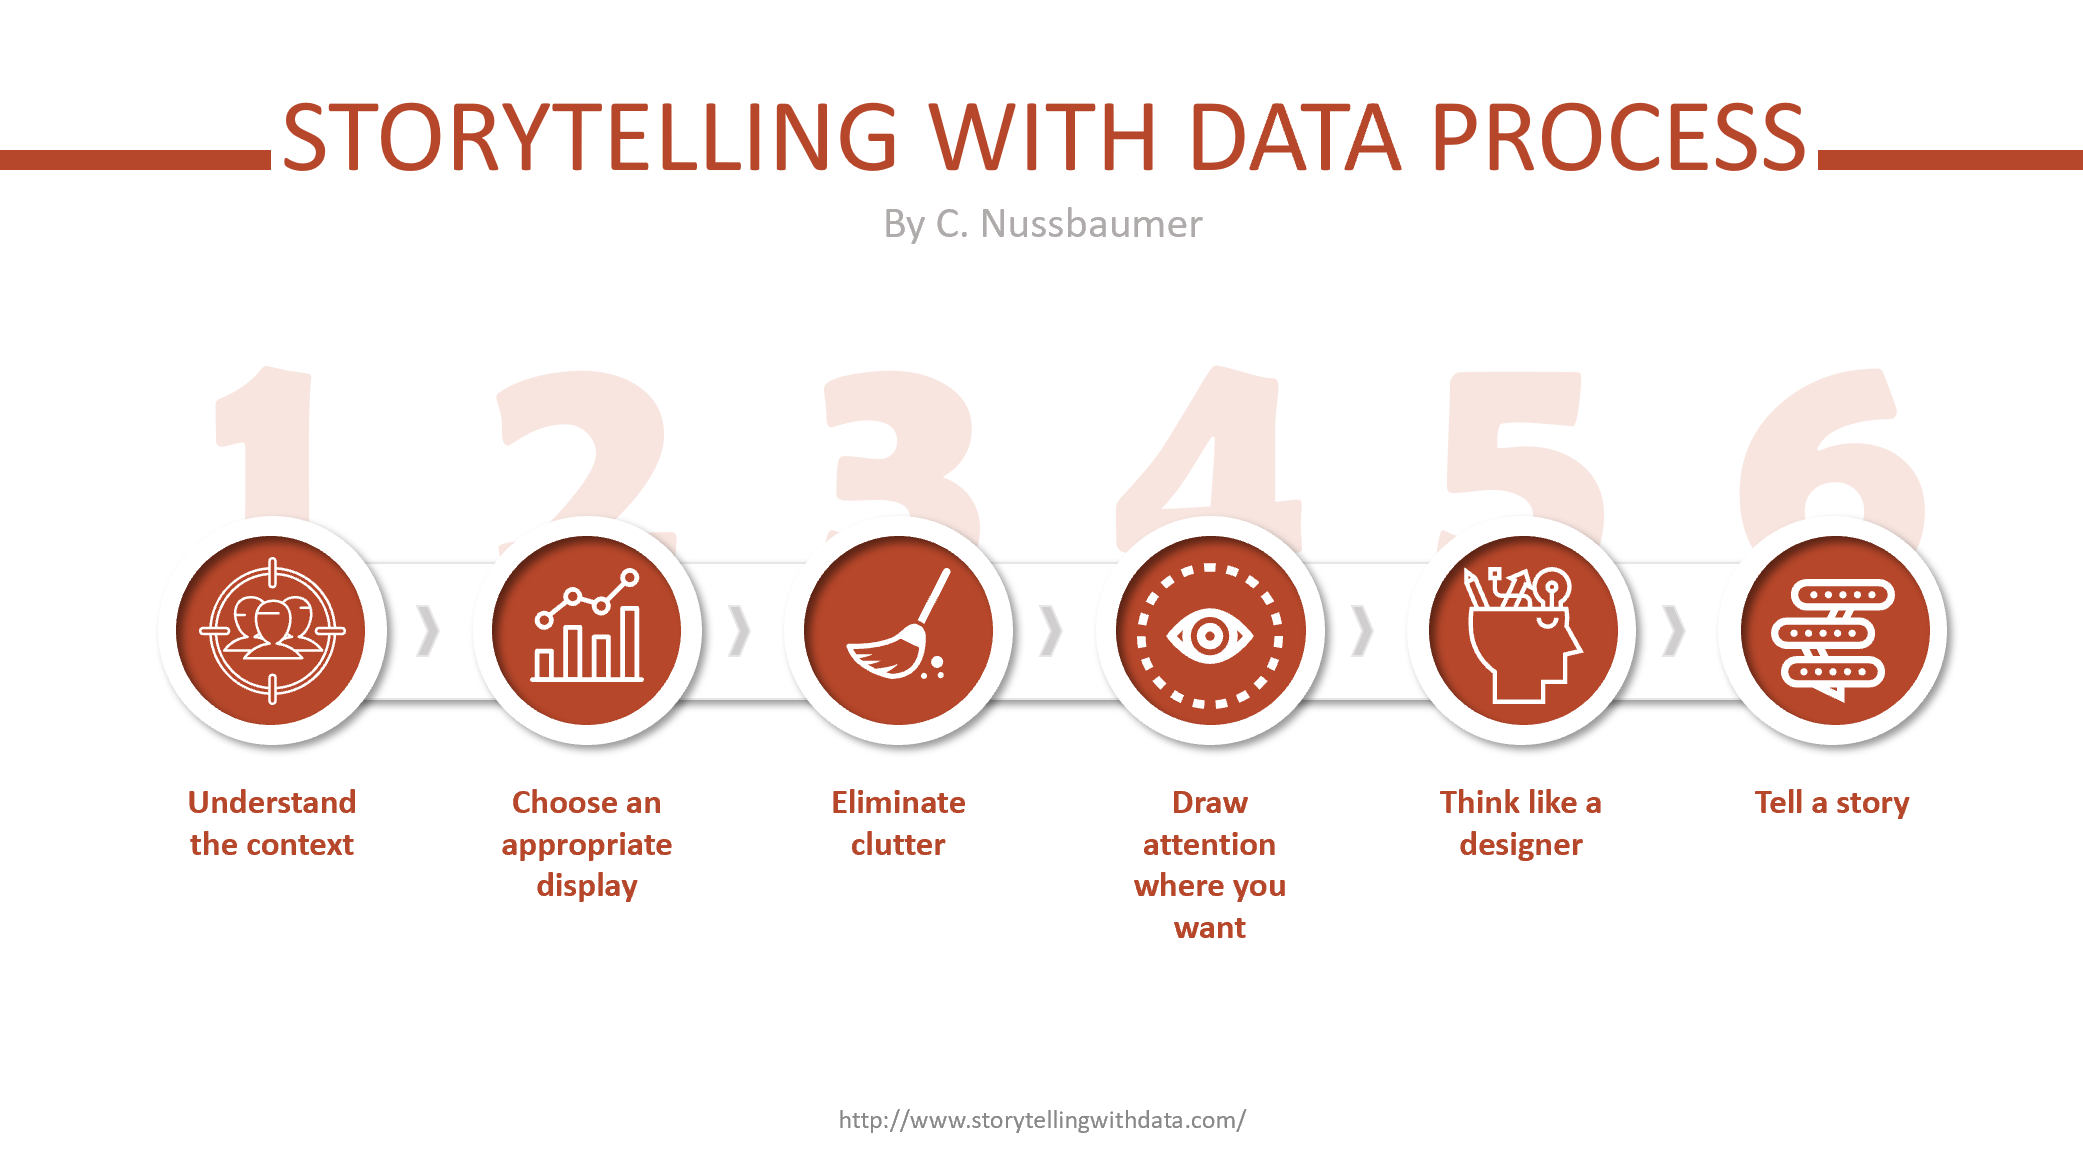 STORYTELLING WITH DATA PROCESS
By C. Nussbaumer
1 2 3 4 5 6
Understand
the context
Choose an
appropriate
display
Eliminate
clutter
Draw
attention
where you
want
Think like a
designer
Tell a story
http://www.storytellingwithdata.com/